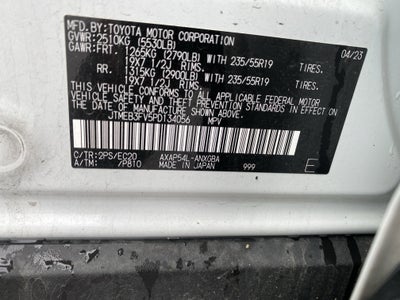 MFD.BY:TOYOTA MOTOR CORPORATION
GVWR:2510KG (5530LB) 04/23
GAWR:FRT. 1265KG (2790LB) WITH 235/55R19 TIRES.
19X7 1/2J RIMS.
RR. 1315KG (2900LB) WITH 235/55R19 TIRES.
19X7 1/2J RIMS.
THIS VEHICLE CONFORMS TO ALL APPLICABLE FEDERAL MOTOR
VEHICLE SAFETY, BUMPER, AND THEFT PREVENTION STANDARDS IN EFFECT
ON THE DATE OF MANUFACTURE SHOWN ABOVE.
JTMEB3FV5PD134056 MPV
C/TR:2PS/EC20 AXAP54L-ANXGBA
A/TM: /P810 MADE IN JAPAN 999 E